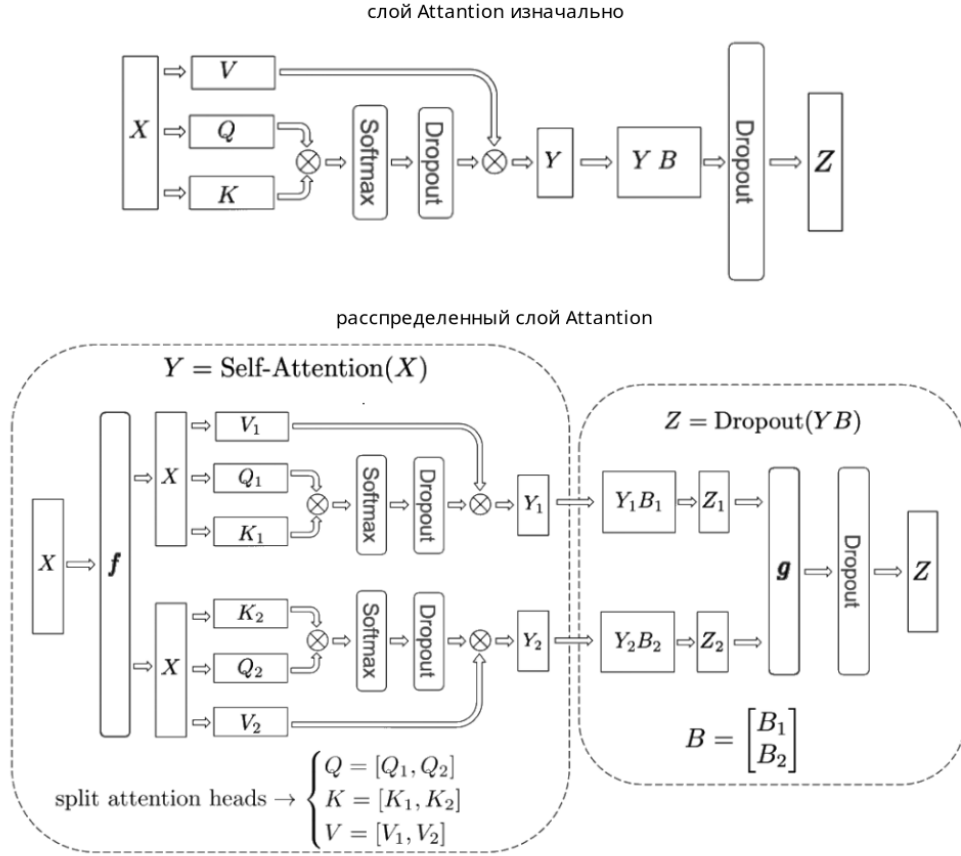 слой Attantion изначально
V
X
Q
K
Softmax
Dropout
Y
Y B
Dropout
Z
расспределенный слой Attantion
Y = Self-Attention(X)
X
f
X
V₁
Q₁
K₁
Softmax
Dropout
Y₁
X
K₂
Q₂
V₂
Softmax
Dropout
Y₂
split attention heads → { Q = [Q₁, Q₂]
K = [K₁, K₂]
V = [V₁, V₂]
Z = Dropout(Y B)
Y₁B₁
Z₁
Y₂B₂
Z₂
g
Dropout
Z
B = [B₁
B₂]